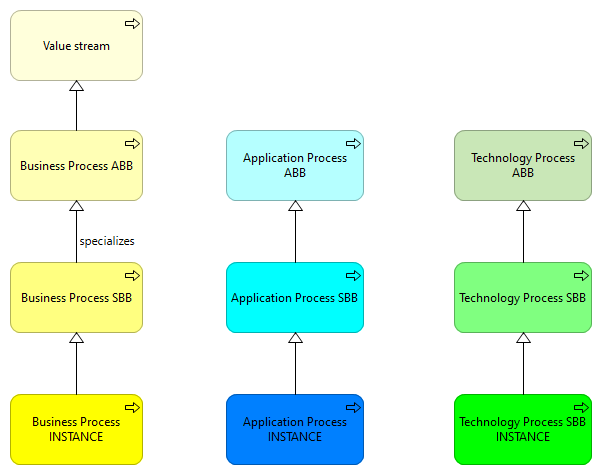 Value stream
Business Process ABB
Application Process
ABB
Technology Process
ABB
specializes
Business Process SBB
Application Process SBB
Technology Process SBB
Business Process
INSTANCE
Application Process
INSTANCE
Technology Process SBB
INSTANCE